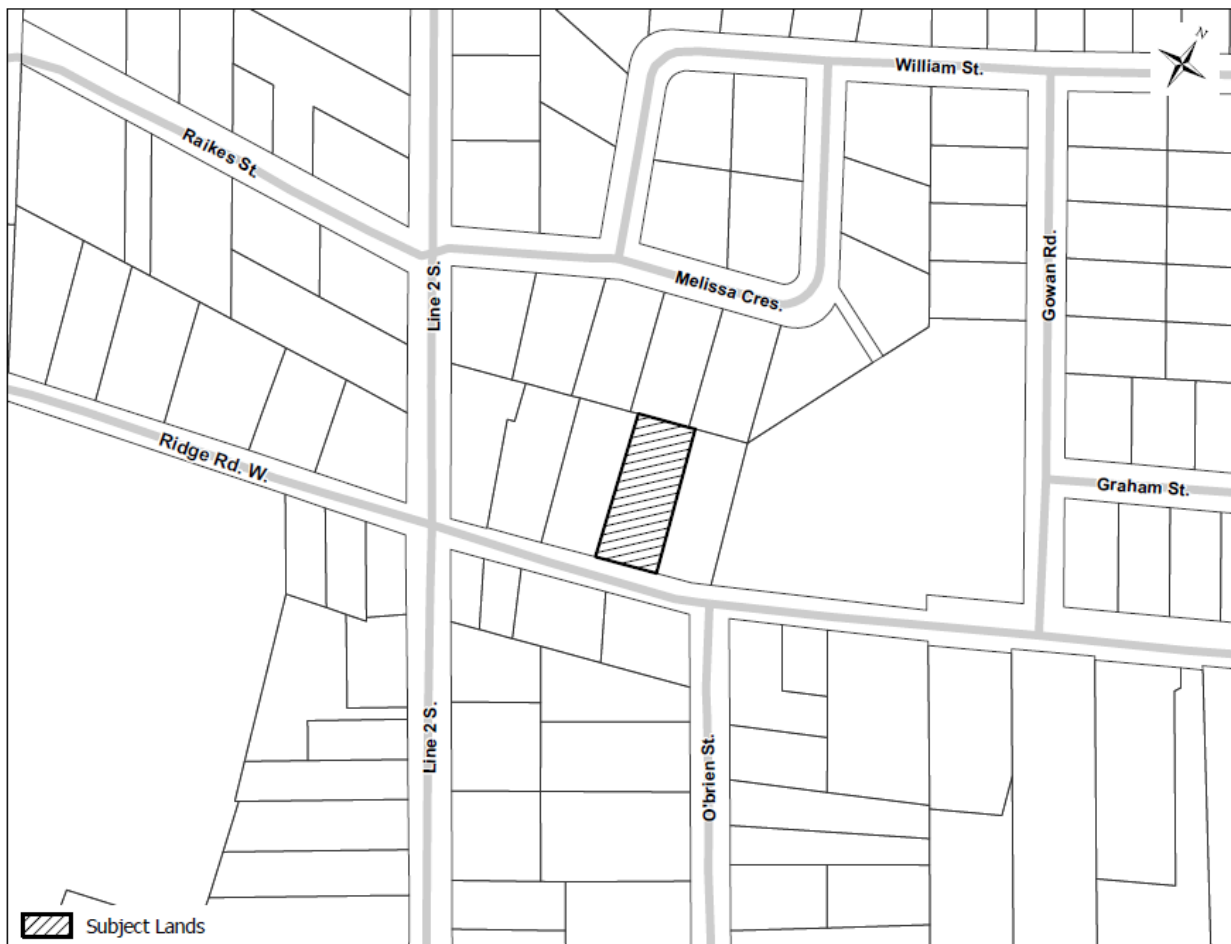 N
William St.
Raikes St.
Line 2 S.
Melissa Cres.
Gowan Rd.
Ridge Rd. W.
Graham St.
Line 2 S.
O'brien St.
Subject Lands